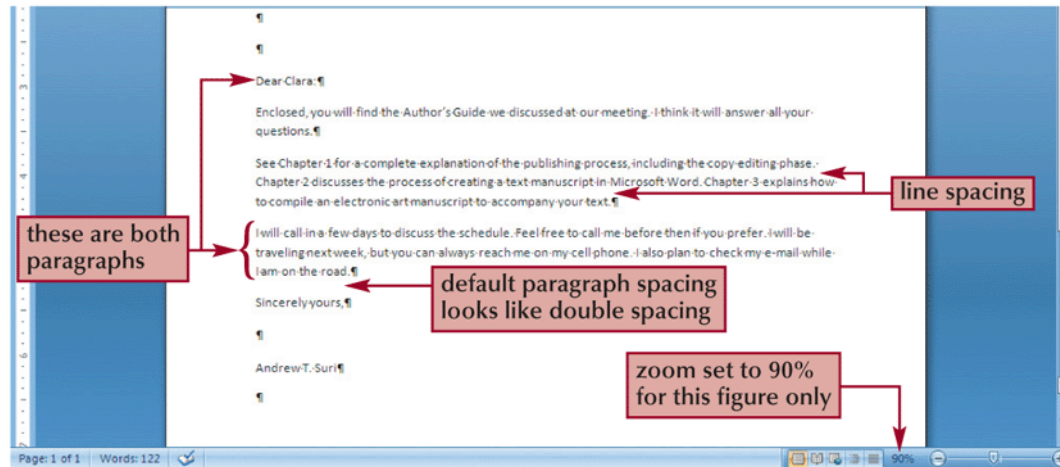 ¶
¶
Dear·Clara:¶
Enclosed,·you·will·find·the·Author's·Guide·we·discussed·at·our·meeting.·I·think·it·will·answer·all·your·
questions.¶
See·Chapter·1·for·a·complete·explanation·of·the·publishing·process,·including·the·copy·editing·phase.·
Chapter·2·discusses·the·process·of·creating·a·text·manuscript·in·Microsoft·Word.·Chapter·3·explains·how·
to·compile·an·electronic·art·manuscript·to·accompany·your·text.¶
line spacing
these are both
paragraphs
I·will·call·in·a·few·days·to·discuss·the·schedule.·Feel·free·to·call·me·before·then·if·you·prefer.·I·will·be·
traveling·next·week,·but·you·can·always·reach·me·on·my·cell·phone.·I·also·plan·to·check·my·e-mail·while·
I·am·on·the·road.¶
default paragraph spacing
looks like double spacing
Sincerely·yours,¶
¶
Andrew·T.·Suri¶
¶
zoom set to 90%
for this figure only
Page: 1 of 1 Words: 122 90%